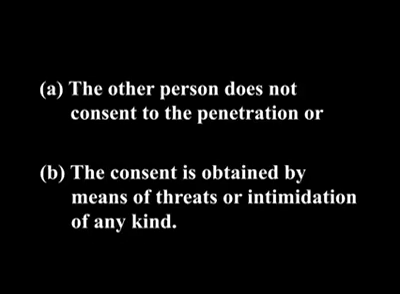 (a) The other person does not
consent to the penetration or
(b) The consent is obtained by
means of threats or intimidation
of any kind.